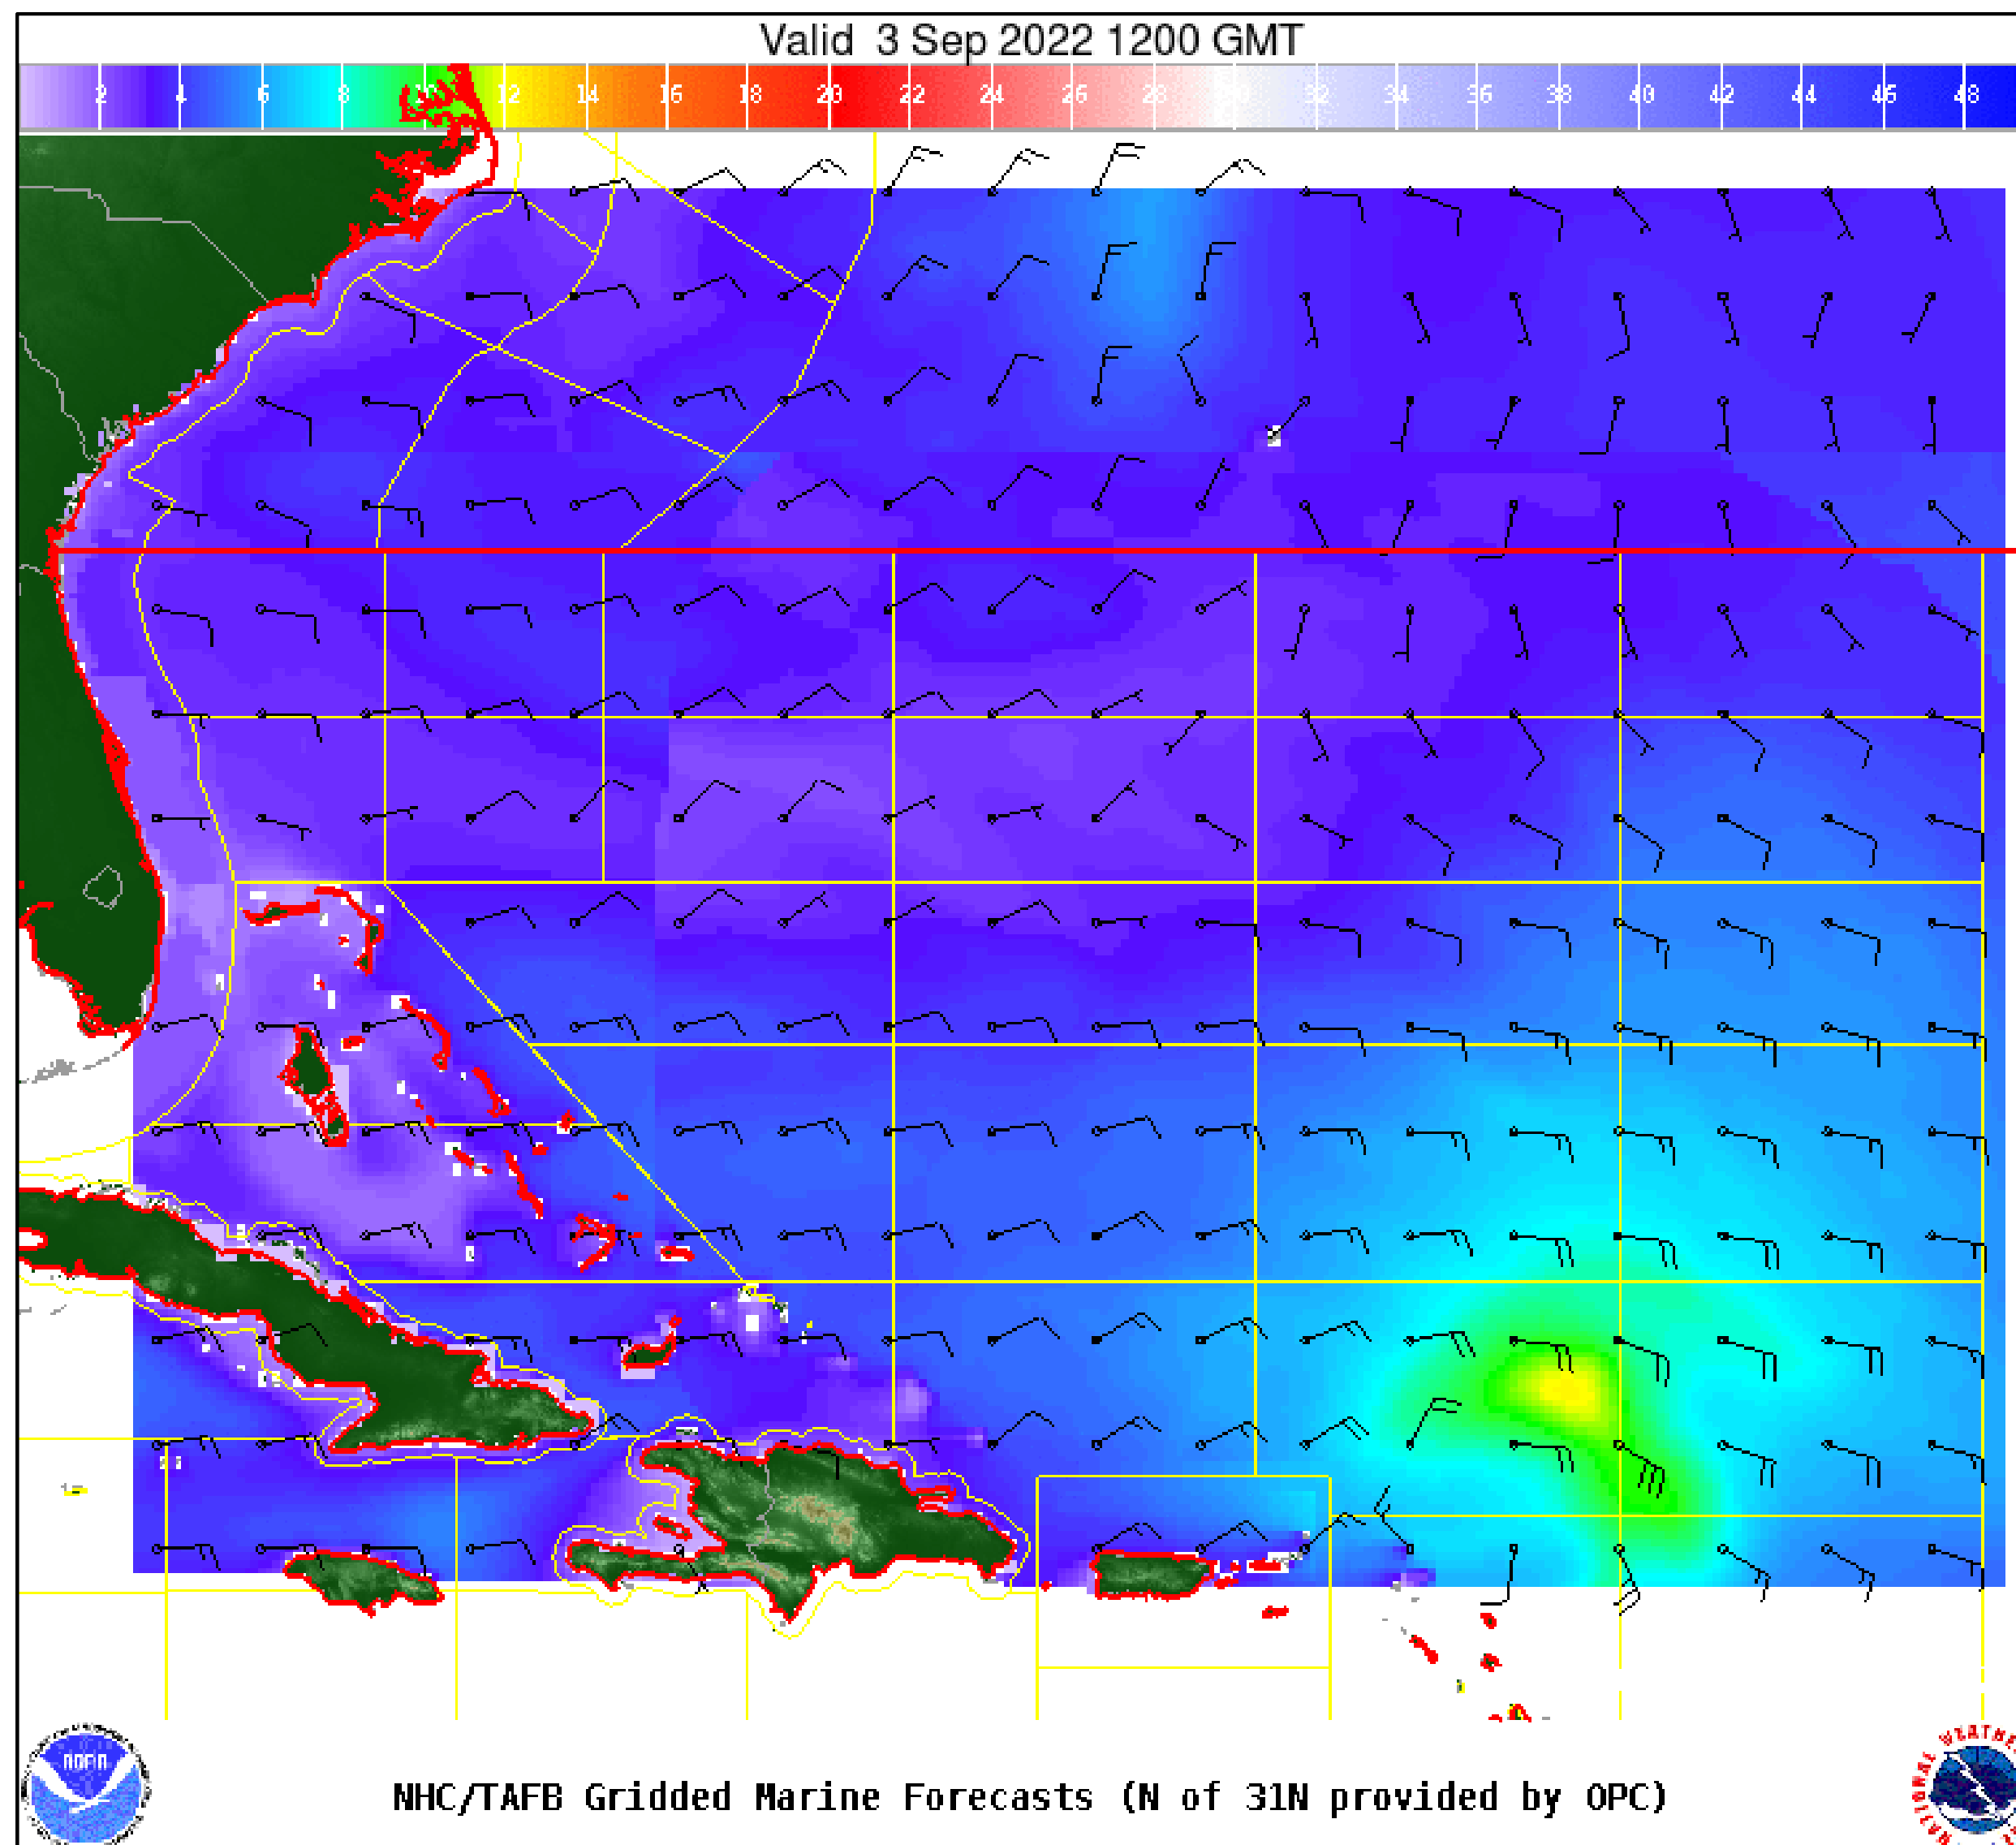 Valid 3 Sep 2022 1200 GMT
2 4 6 8 10 12 14 16 18 20 22 24 26 28 30 32 34 36 38 40 42 44 46 48
NOAA
NHC/TAFB Gridded Marine Forecasts (N of 31N provided by OPC)
NATIONAL WEATHER